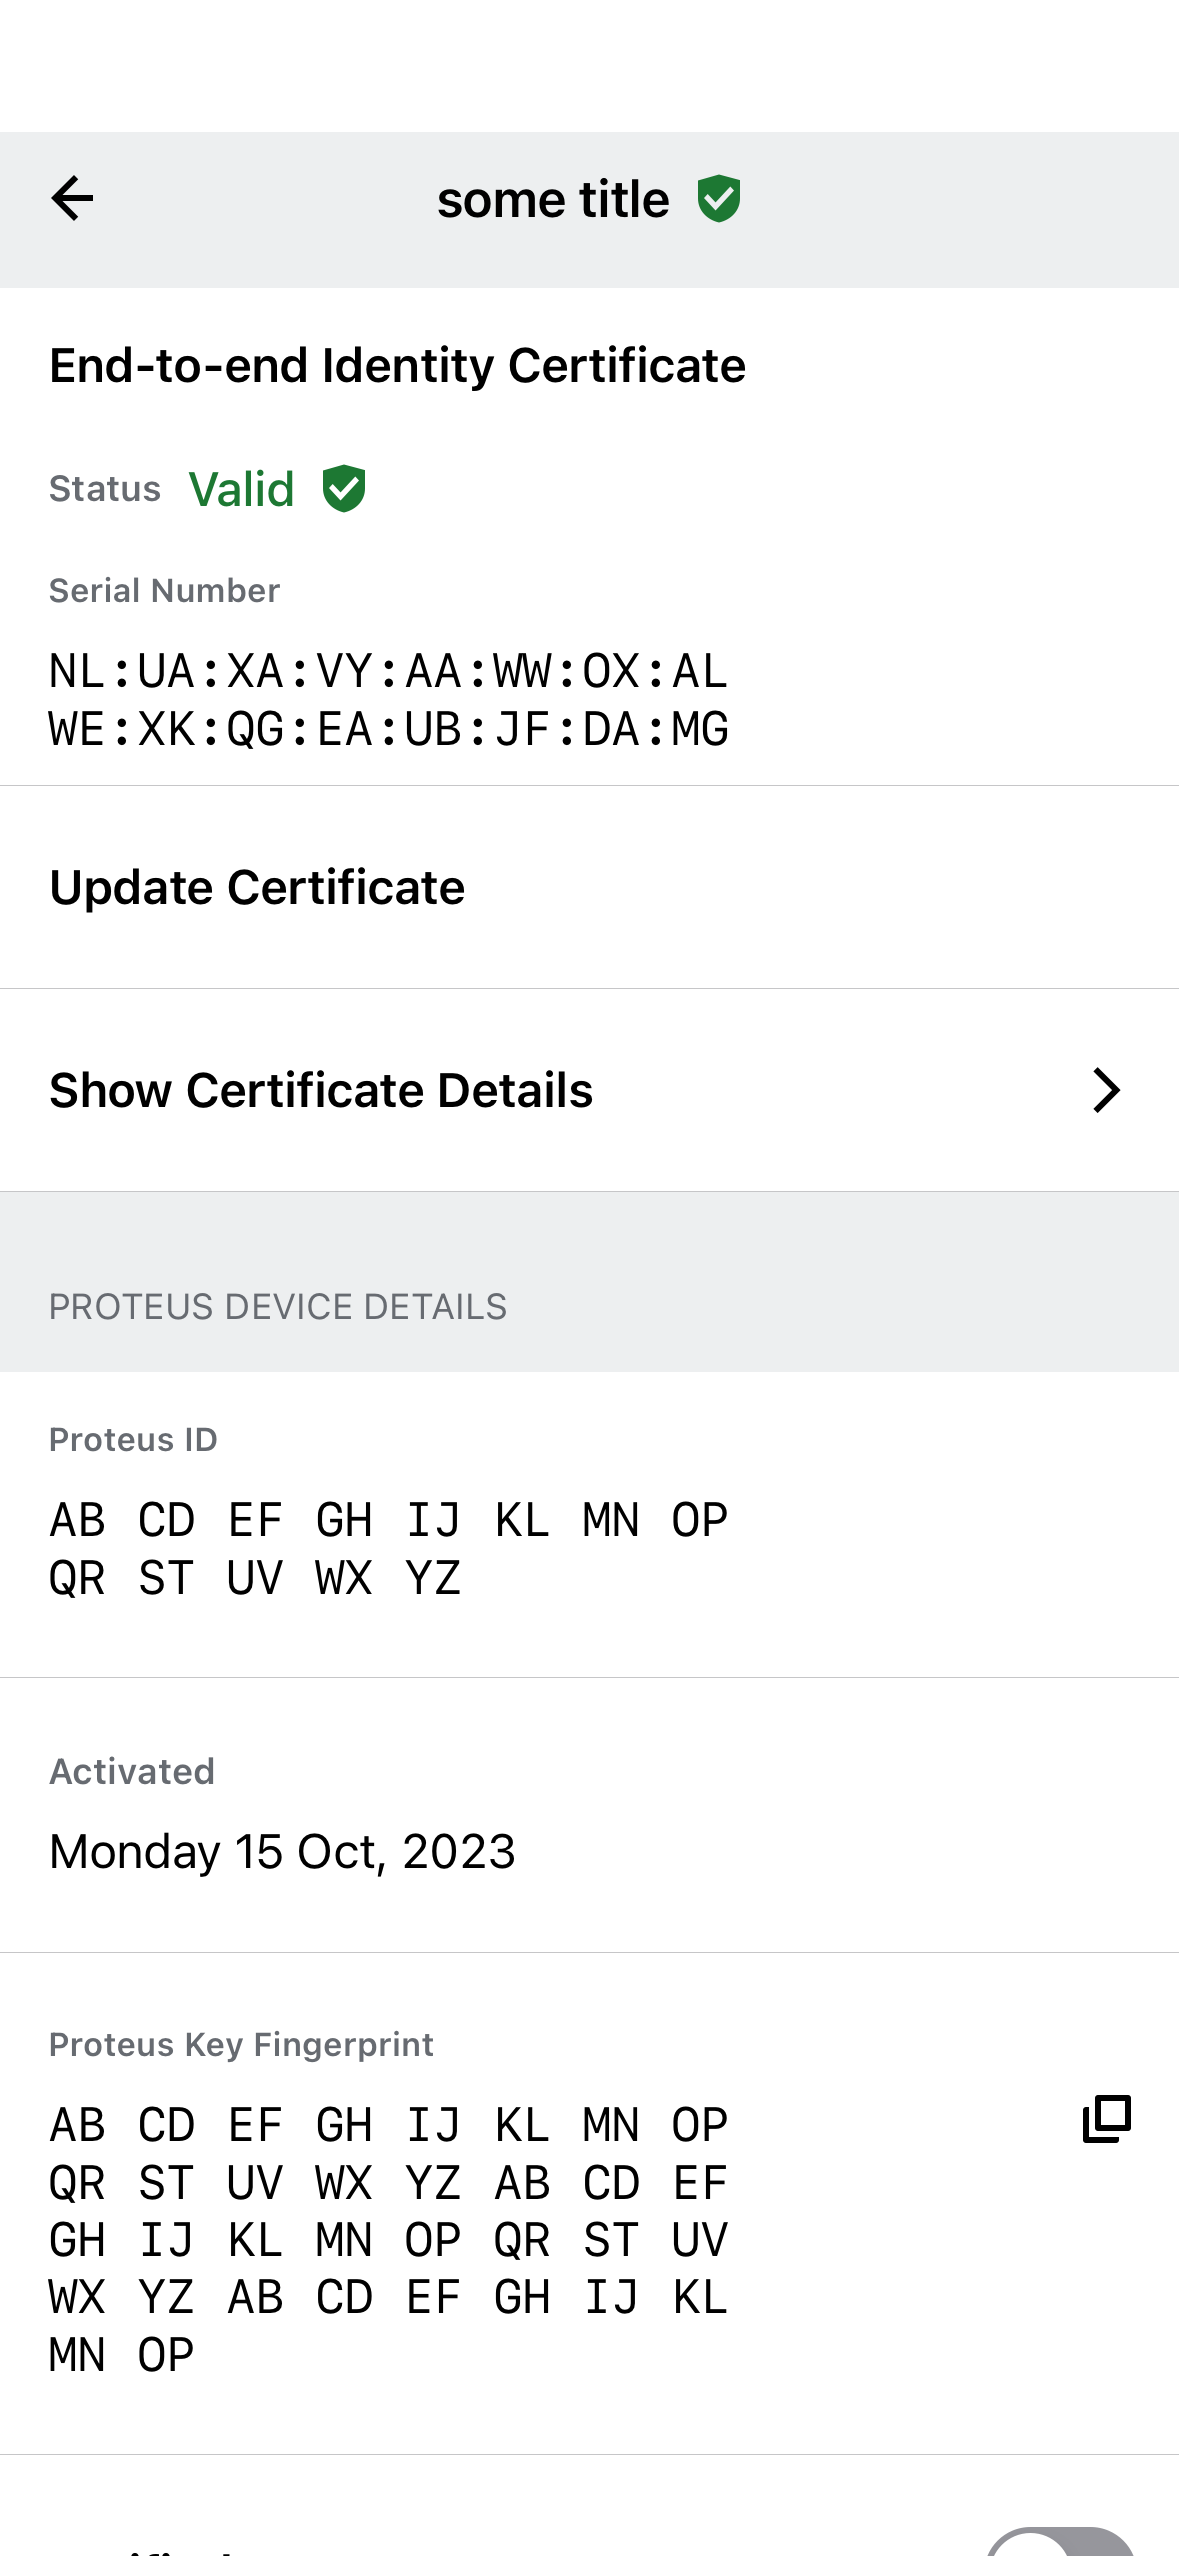 some title
End-to-end Identity Certificate
Status Valid
Serial Number
NL:UA:XA:VY:AA:WW:OX:AL
WE:XK:QG:EA:UB:JF:DA:MG
Update Certificate
Show Certificate Details
PROTEUS DEVICE DETAILS
Proteus ID
AB CD EF GH IJ KL MN OP
QR ST UV WX YZ
Activated
Monday 15 Oct, 2023
Proteus Key Fingerprint
AB CD EF GH IJ KL MN OP
QR ST UV WX YZ AB CD EF
GH IJ KL MN OP QR ST UV
WX YZ AB CD EF GH IJ KL
MN OP